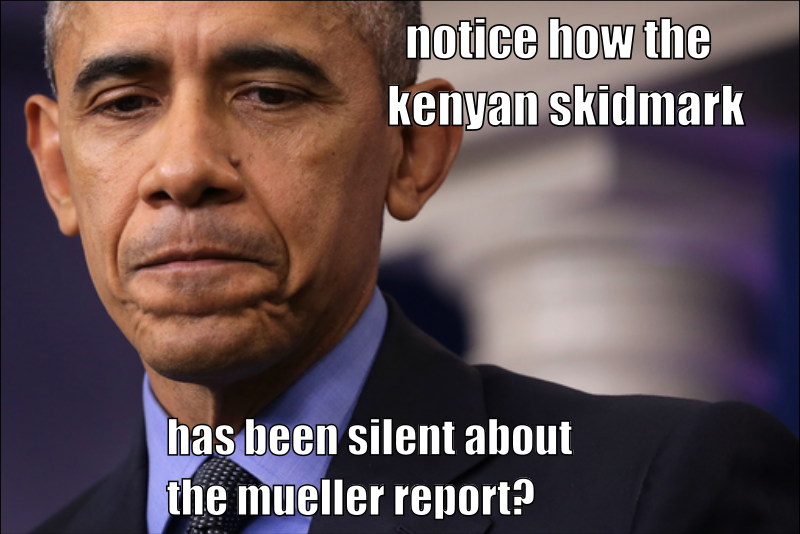 notice how the
kenyan skidmark
has been silent about
the mueller report?